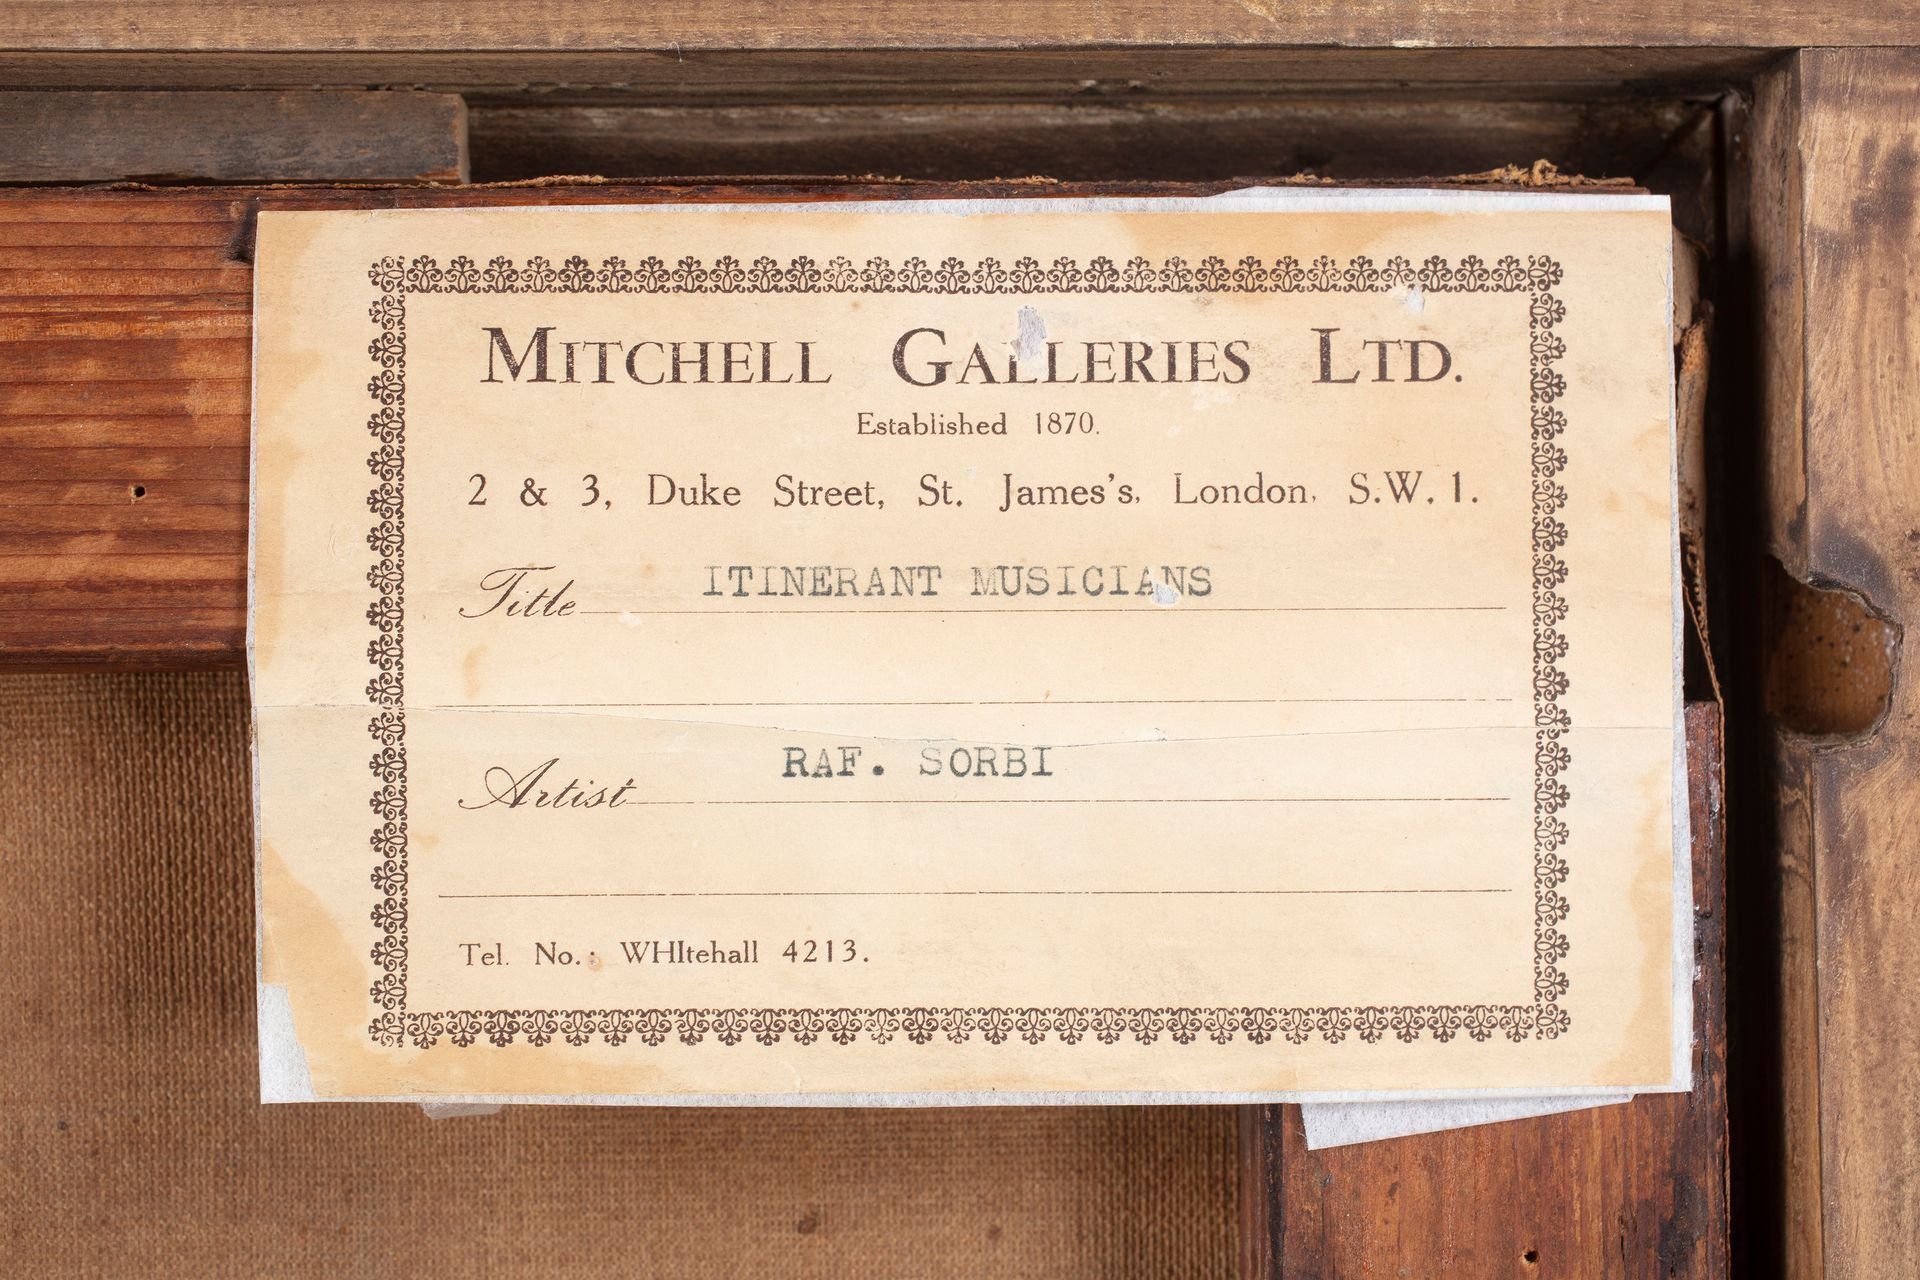 MITCHELL GALLERIES LTD.
Established 1870.
2 & 3, Duke Street, St. James's, London, S.W. 1.
Title ITINERANT MUSICIANS
Artist RAF. SORBI
Tel. No.: WHItehall 4213.